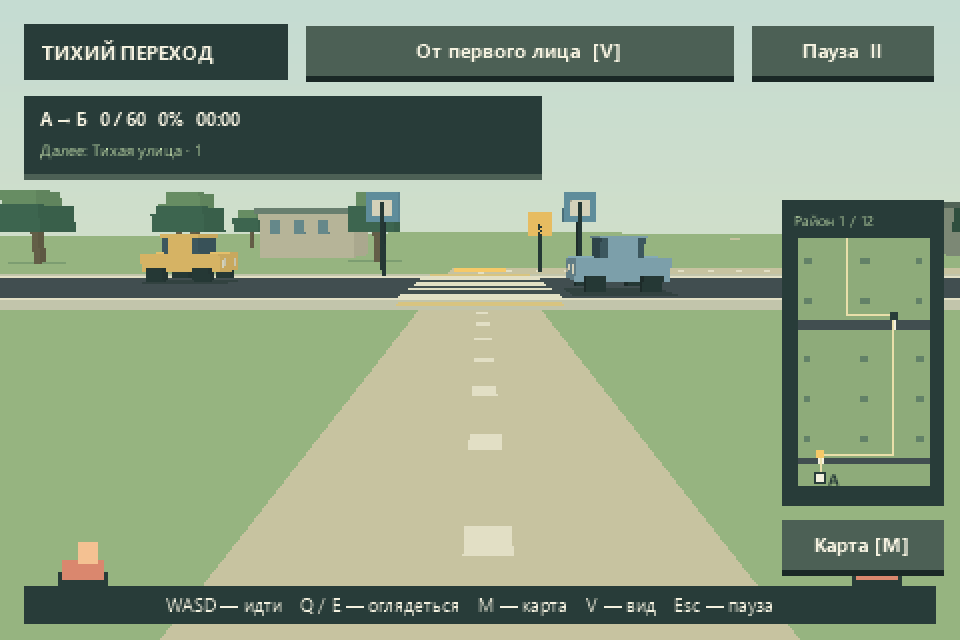 ТИХИЙ ПЕРЕХОД
От первого лица [V]
Пауза II
А — Б 0 / 60 0% 00:00
Далее: Тихая улица · 1
Район 1 / 12
А
Карта [M]
WASD — идти Q / E — оглядеться M — карта V — вид Esc — пауза